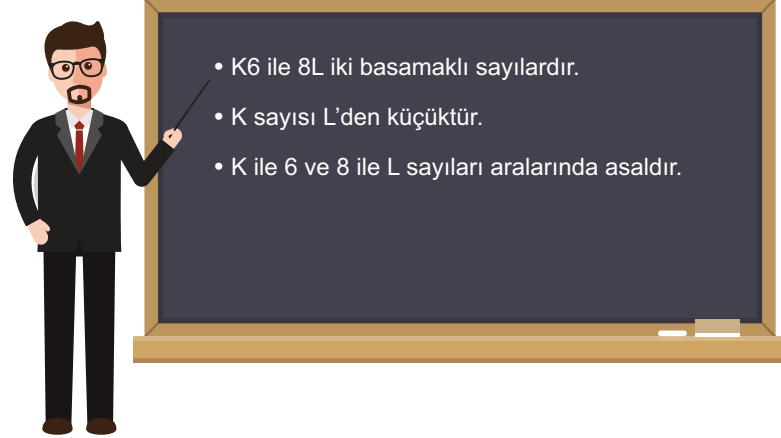 • K6 ile 8L iki basamaklı sayılardır.
• K sayısı L’den küçüktür.
• K ile 6 ve 8 ile L sayıları aralarında asaldır.